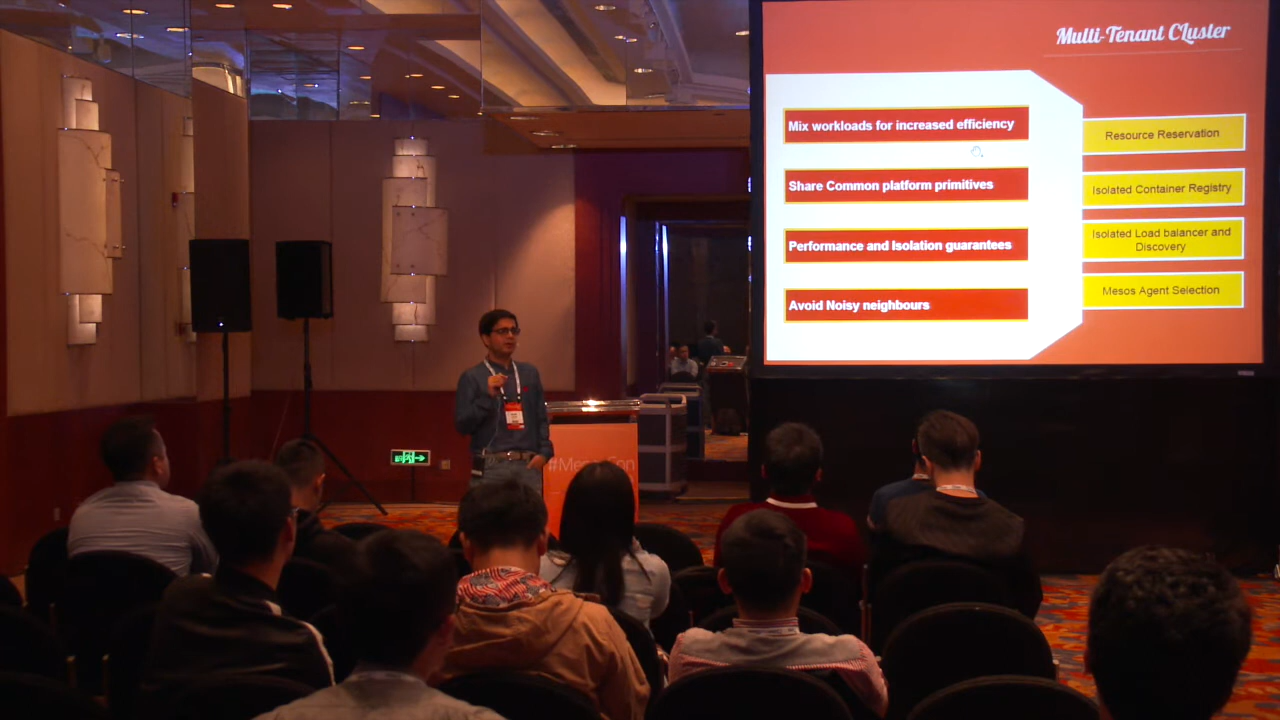 Multi-Tenant CLuster
Mix workloads for increased efficiency
Share Common platform primitives
Performance and Isolation guarantees
Avoid Noisy neighbours
Resource Reservation
Isolated Container Registry
Isolated Load balancer and
Discovery
Mesos Agent Selection
#MesosCon